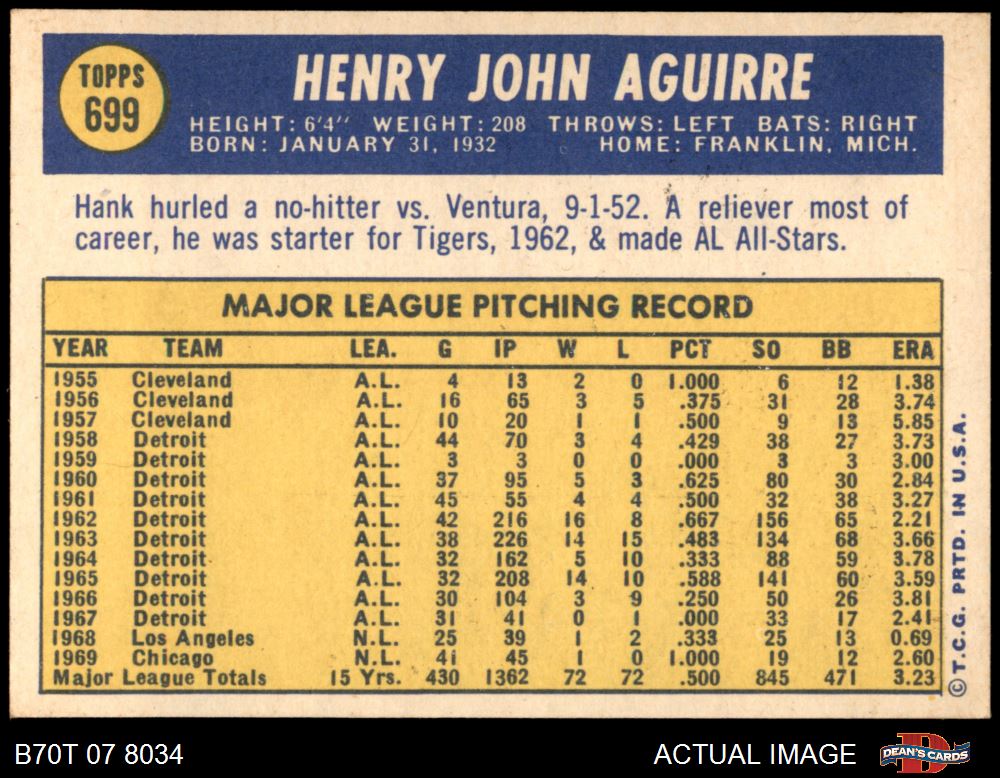 TOPPS
699
HENRY JOHN AGUIRRE
HEIGHT: 6'4" WEIGHT: 208 THROWS: LEFT BATS: RIGHT
BORN: JANUARY 31, 1932 HOME: FRANKLIN, MICH.
Hank hurled a no-hitter vs. Ventura, 9-1-52. A reliever most of
career, he was starter for Tigers, 1962, & made AL All-Stars.
MAJOR LEAGUE PITCHING RECORD
YEAR TEAM LEA. G IP W L PCT SO BB ERA
1955 Cleveland A.L. 4 13 2 0 1.000 6 12 1.38
1956 Cleveland A.L. 16 65 3 5 .375 31 28 3.74
1957 Cleveland A.L. 10 20 1 1 .500 9 13 5.85
1958 Detroit A.L. 44 70 3 4 .429 38 27 3.73
1959 Detroit A.L. 3 3 0 0 .000 3 3 3.00
1960 Detroit A.L. 37 95 5 3 .625 80 30 2.84
1961 Detroit A.L. 45 55 4 4 .500 32 38 3.27
1962 Detroit A.L. 42 216 16 8 .667 156 65 2.21
1963 Detroit A.L. 38 226 14 15 .483 134 68 3.66
1964 Detroit A.L. 32 162 5 10 .333 88 59 3.78
1965 Detroit A.L. 32 208 14 10 .588 141 60 3.59
1966 Detroit A.L. 30 104 3 9 .250 50 26 3.81
1967 Detroit A.L. 31 41 0 1 .000 33 17 2.41
1968 Los Angeles N.L. 25 39 1 2 .333 25 13 0.69
1969 Chicago N.L. 41 45 1 0 1.000 19 12 2.60
Major League Totals 15 Yrs. 430 1362 72 72 .500 845 471 3.23
© T.C.G. PRTD. IN U.S.A.
B70T 07 8034
ACTUAL IMAGE
DEAN'S CARDS